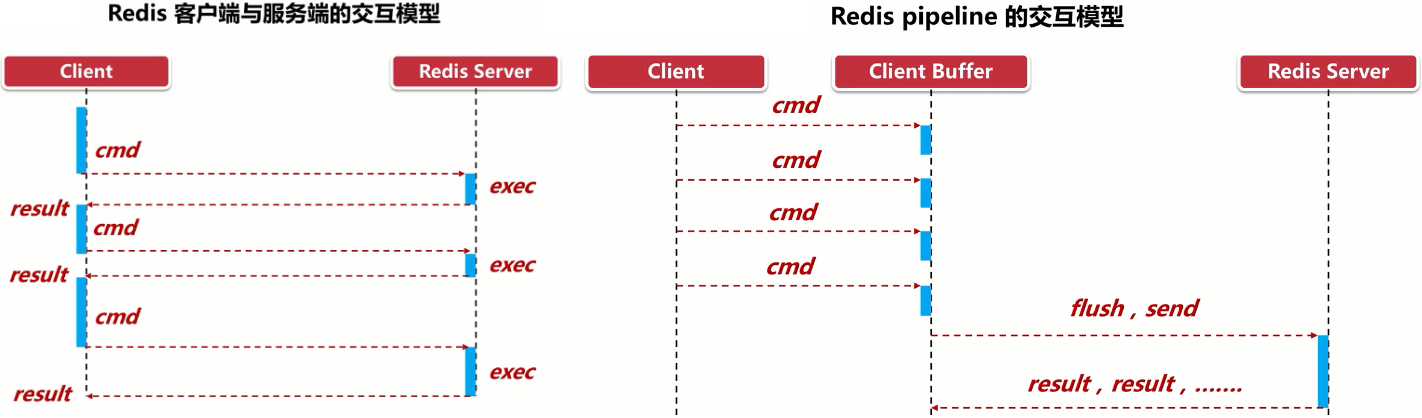 Redis 客户端与服务端的交互模型
Client
Redis Server
cmd
exec
result
cmd
exec
result
cmd
exec
result
Redis pipeline 的交互模型
Client
Client Buffer
Redis Server
cmd
cmd
cmd
cmd
flush , send
result , result , .......